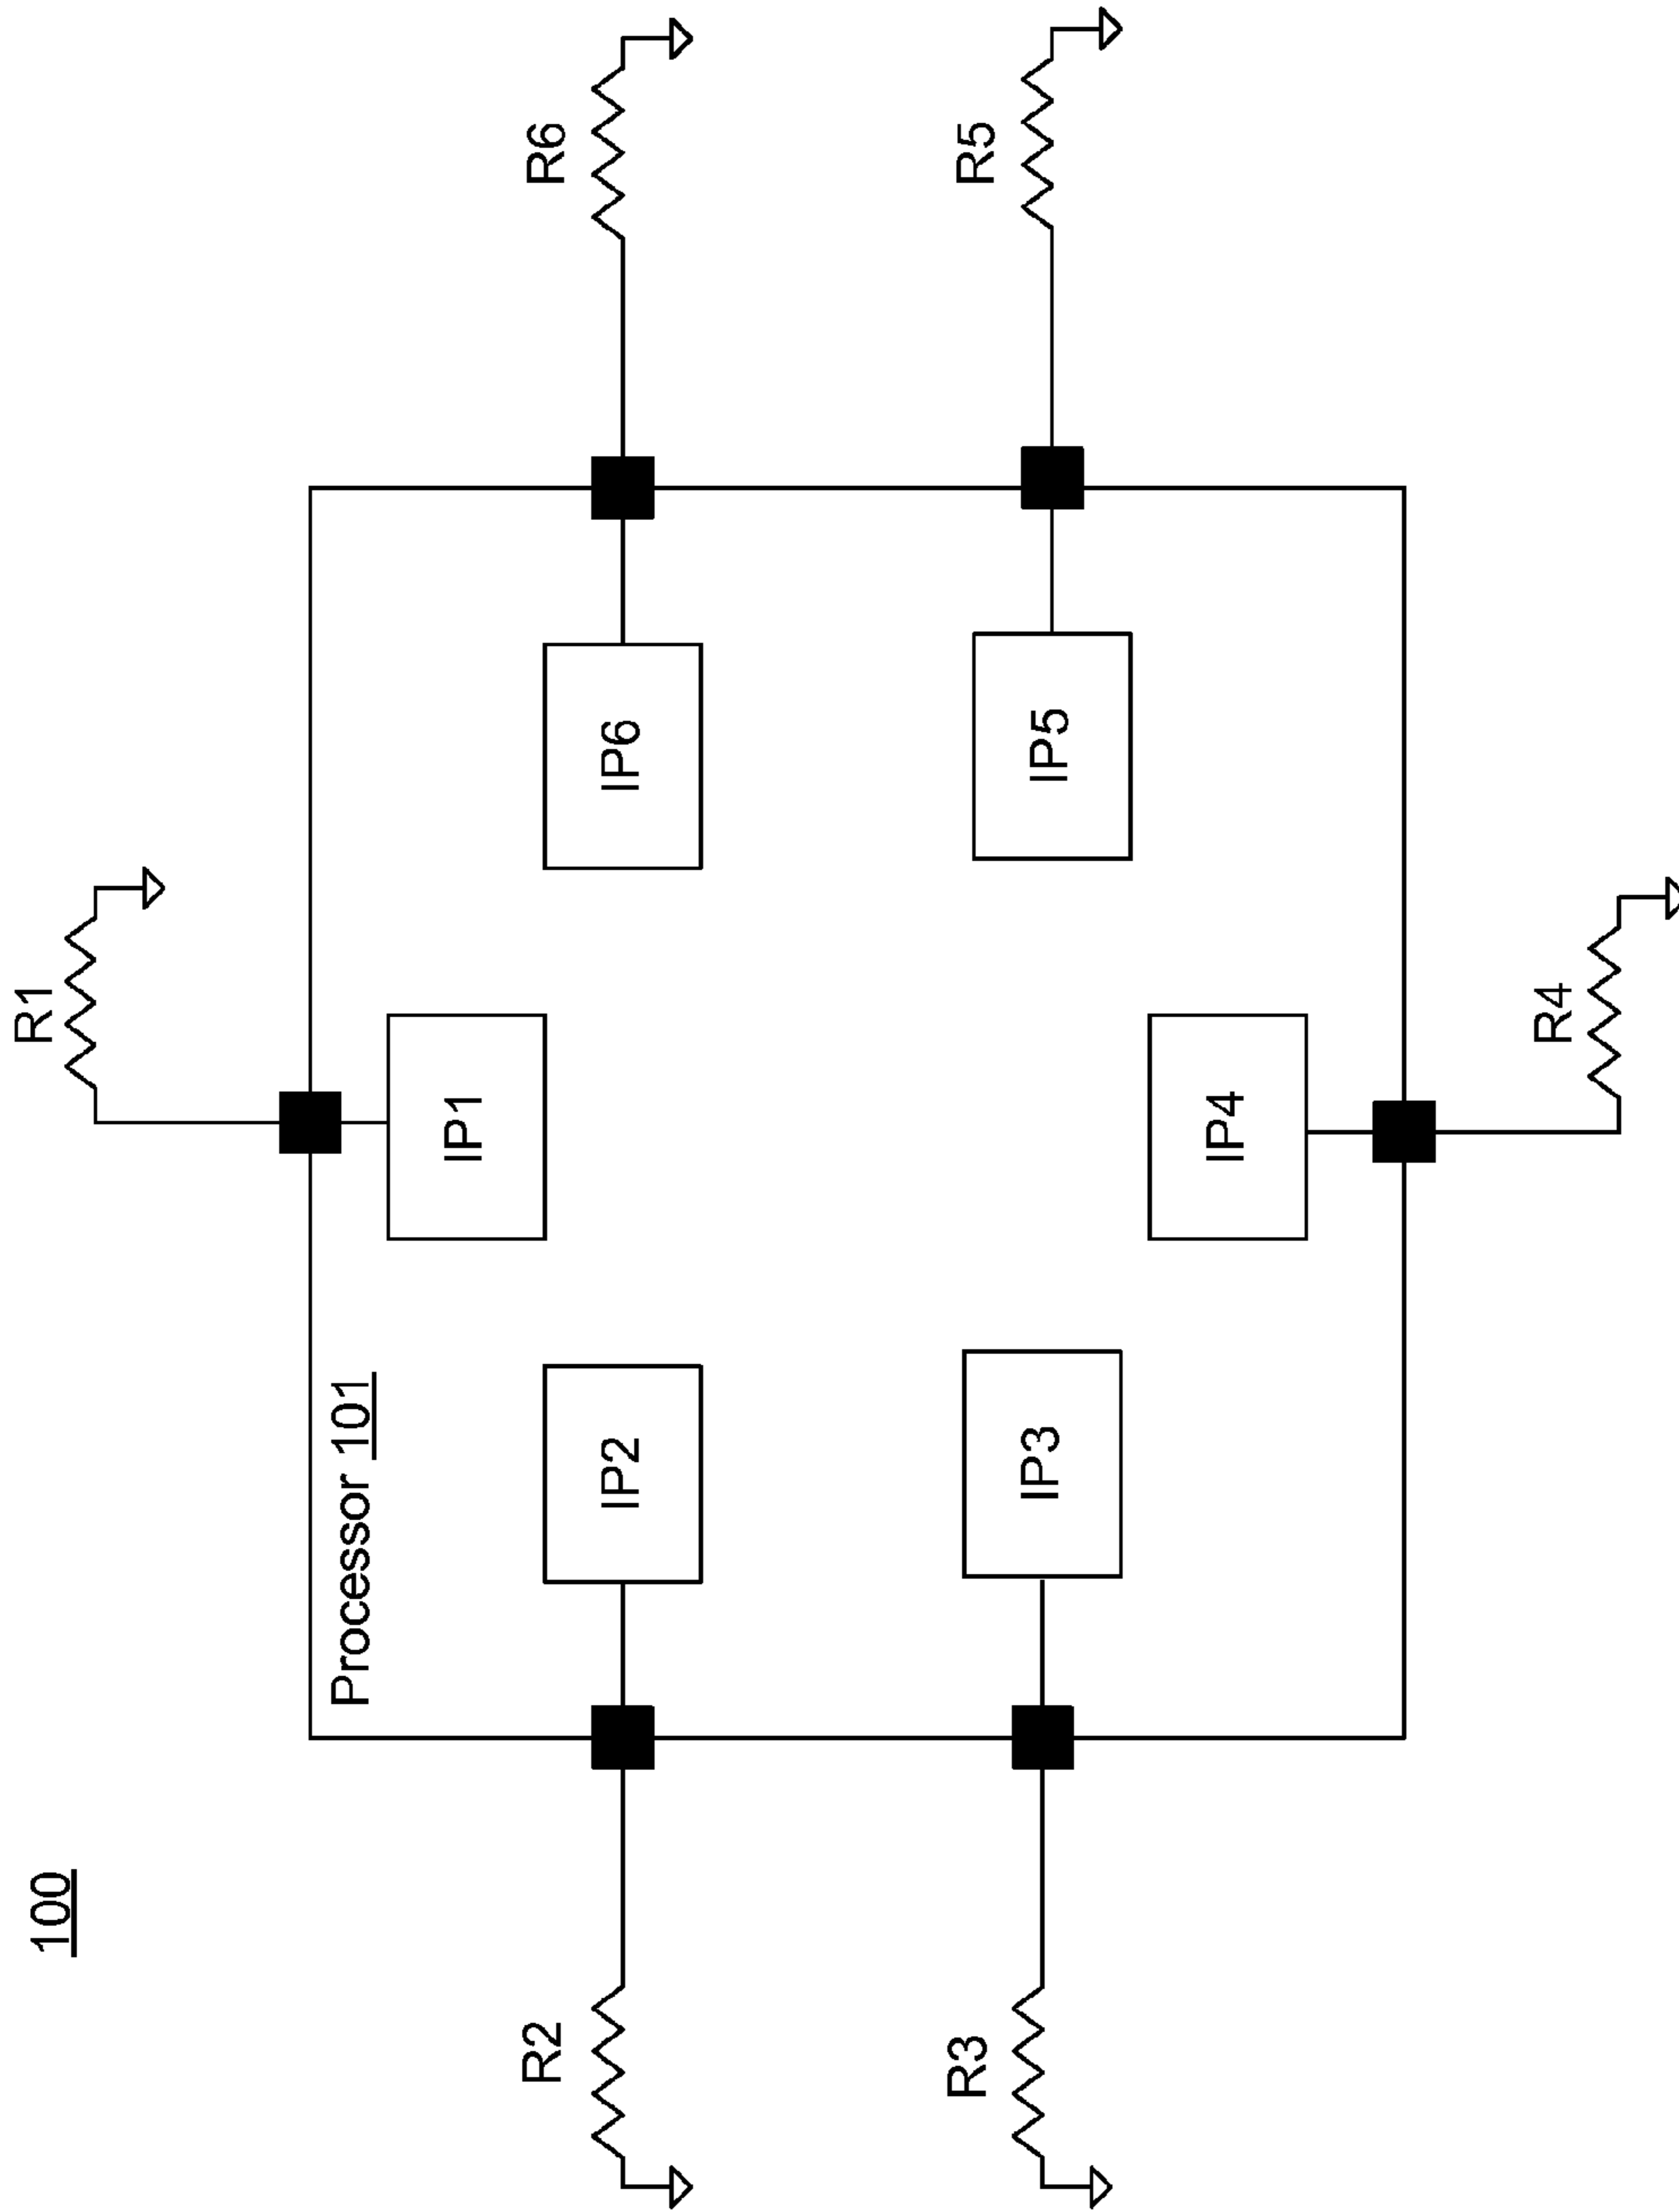 100
R1
Processor 101
IP1
R2
R6
IP2
IP6
R3
R5
IP3
IP5
IP4
R4